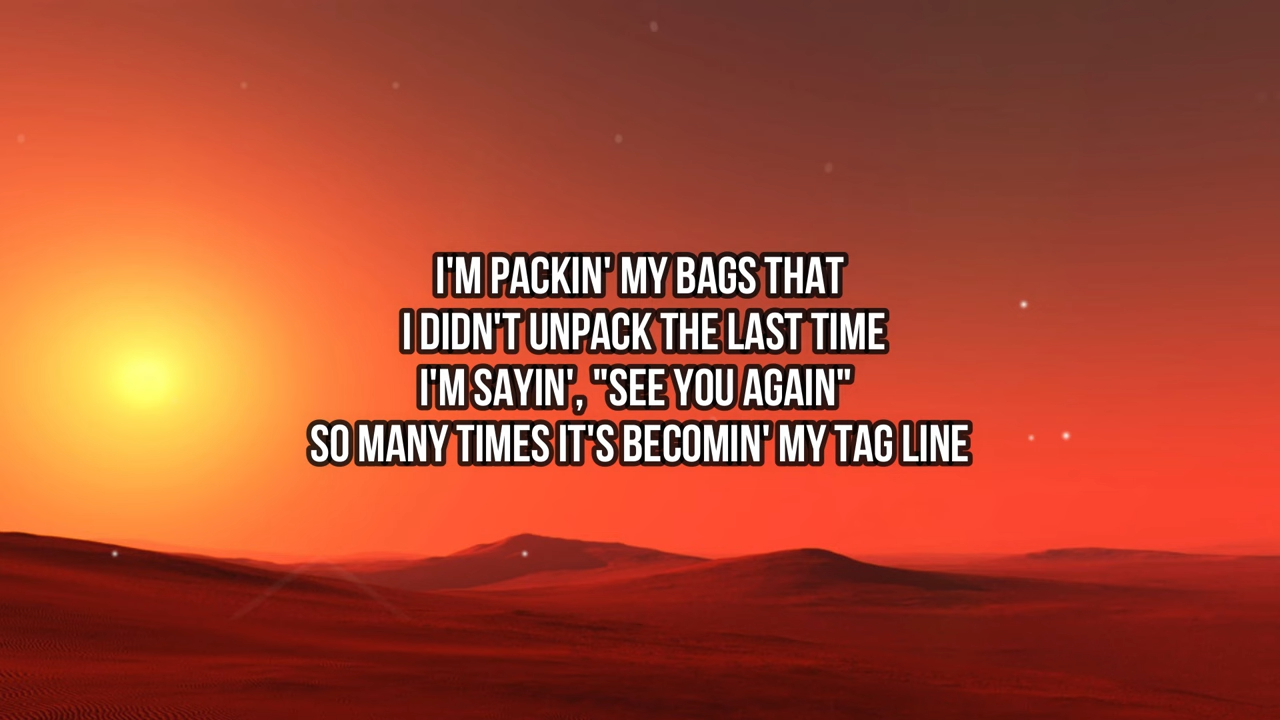 I'M PACKIN' MY BAGS THAT
I DIDN'T UNPACK THE LAST TIME
I'M SAYIN', "SEE YOU AGAIN"
SO MANY TIMES IT'S BECOMIN' MY TAG LINE